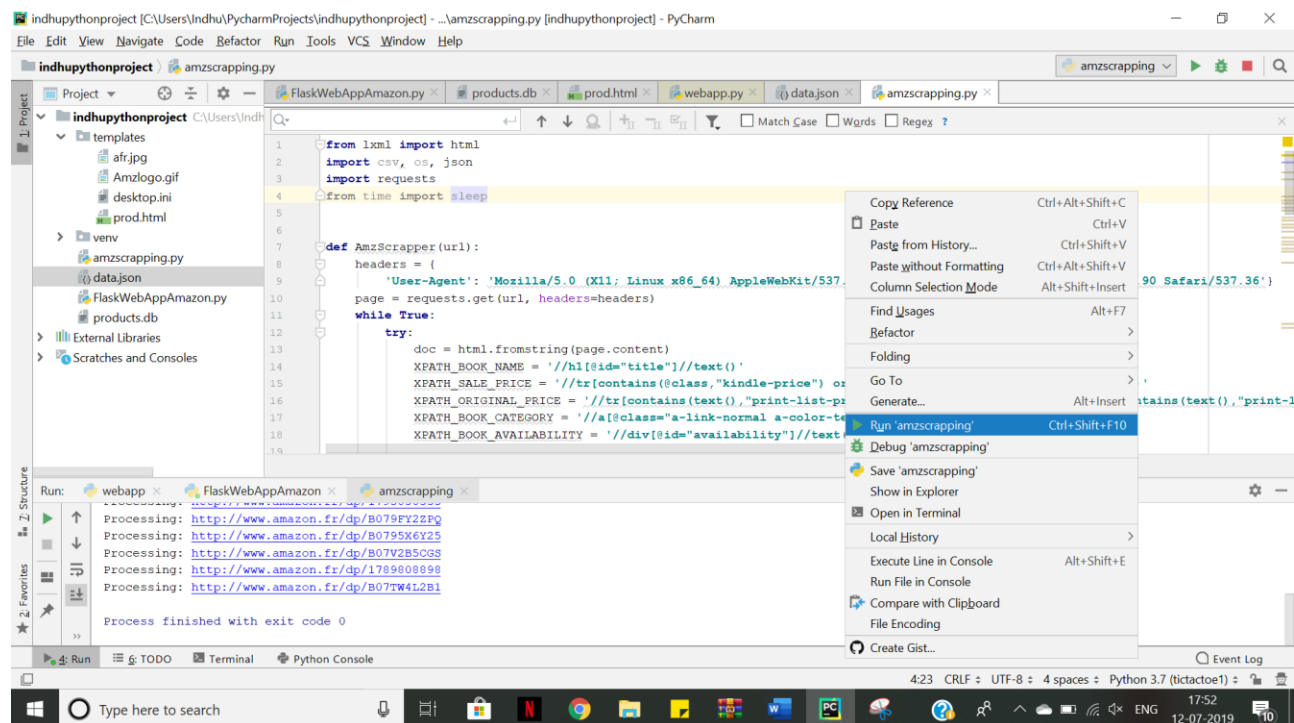 indhupythonproject [C:\Users\Indhu\PycharmProjects\indhupythonproject] - ...\amzscrapping.py [indhupythonproject] - PyCharm
File Edit View Navigate Code Refactor Run Tools VCS Window Help
indhupythonproject amzscrapping.py
amzscrapping
Project
FlaskWebAppAmazon.py products.db prod.html webapp.py data.json amzscrapping.py
1: Project
indhupythonproject C:\Users\Indh
templates
afr.jpg
Amzlogo.gif
desktop.ini
prod.html
venv
amzscrapping.py
data.json
FlaskWebAppAmazon.py
products.db
External Libraries
Scratches and Consoles
Match Case Words Regex ?
1 from lxml import html
2 import csv, os, json
3 import requests
4 from time import sleep
5
6
7 def AmzScrapper(url):
8 headers = {
9 'User-Agent': 'Mozilla/5.0 (X11; Linux x86_64) AppleWebKit/537. 90 Safari/537.36'}
10 page = requests.get(url, headers=headers)
11 while True:
12 try:
13 doc = html.fromstring(page.content)
14 XPATH_BOOK_NAME = '//h1[@id="title"]//text()'
15 XPATH_SALE_PRICE = '//tr[contains(@class,"kindle-price") or
16 XPATH_ORIGINAL_PRICE = '//tr[contains(text(),"print-list-pr ntains(text(),"print-l
17 XPATH_BOOK_CATEGORY = '//a[@class="a-link-normal a-color-te
18 XPATH_BOOK_AVAILABILITY = '//div[@id="availability"]//text(
19
Copy Reference Ctrl+Alt+Shift+C
Paste Ctrl+V
Paste from History... Ctrl+Shift+V
Paste without Formatting Ctrl+Alt+Shift+V
Column Selection Mode Alt+Shift+Insert
Find Usages Alt+F7
Refactor
Folding
Go To
Generate... Alt+Insert
Run 'amzscrapping' Ctrl+Shift+F10
Debug 'amzscrapping'
Save 'amzscrapping'
Show in Explorer
Open in Terminal
Local History
Execute Line in Console Alt+Shift+E
Run File in Console
Compare with Clipboard
File Encoding
Create Gist...
Z: Structure
2: Favorites
Run: webapp FlaskWebAppAmazon amzscrapping
Processing: http://www.amazon.fr/dp/B079FY2ZPQ
Processing: http://www.amazon.fr/dp/B0795X6Y25
Processing: http://www.amazon.fr/dp/B07V2B5CGS
Processing: http://www.amazon.fr/dp/1789808898
Processing: http://www.amazon.fr/dp/B07TW4L2B1
Process finished with exit code 0
4: Run 6: TODO Terminal Python Console
Event Log
4:23 CRLF UTF-8 4 spaces Python 3.7 (tictactoe1)
Type here to search
ENG
17:52
12-07-2019
10